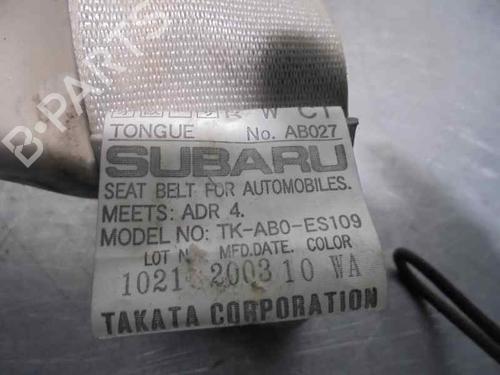 B-PARTS
W CT
TONGUE No. AB027
SUBARU
SEAT BELT FOR AUTOMOBILES.
MEETS: ADR 4.
MODEL NO: TK-AB0-ES109
LOT N MFD.DATE. COLOR
1021 2003 10 WA
TAKATA CORPORATION